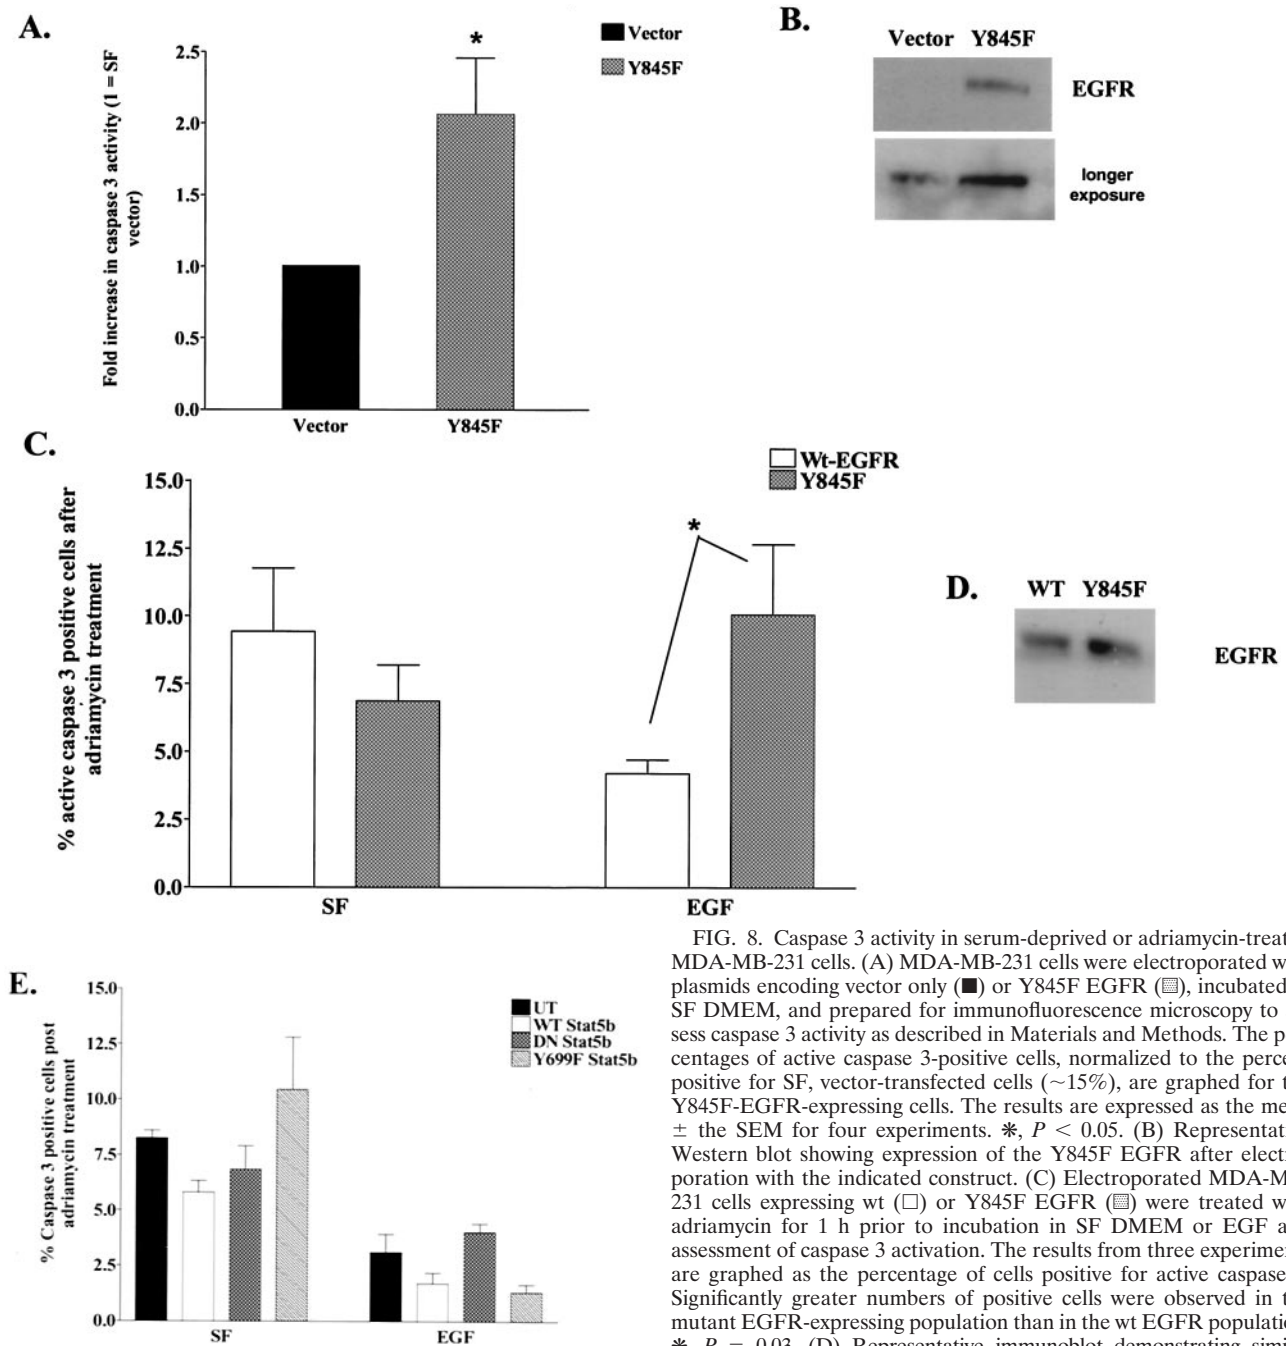 A.
Fold increase in caspase 3 activity (1 = SF
vector)
2.5
2.0
1.5
1.0
0.5
0.0
*
Vector
Y845F
Vector
Y845F
B.
Vector Y845F
EGFR
longer
exposure
C.
% active caspase 3 positive cells after
adriamycin treatment
15.0
12.5
10.0
7.5
5.0
2.5
0.0
*
Wt-EGFR
Y845F
SF
EGF
D.
WT Y845F
EGFR
E.
% Caspase 3 positive cells post
adriamycin treatment
15.0
12.5
10.0
7.5
5.0
2.5
0.0
UT
WT Stat5b
DN Stat5b
Y699F Stat5b
SF
EGF
FIG. 8. Caspase 3 activity in serum-deprived or adriamycin-treat
MDA-MB-231 cells. (A) MDA-MB-231 cells were electroporated w
plasmids encoding vector only (■) or Y845F EGFR (▩), incubated
SF DMEM, and prepared for immunofluorescence microscopy to
sess caspase 3 activity as described in Materials and Methods. The p
centages of active caspase 3-positive cells, normalized to the perce
positive for SF, vector-transfected cells (~15%), are graphed for t
Y845F-EGFR-expressing cells. The results are expressed as the me
± the SEM for four experiments. *, P < 0.05. (B) Representat
Western blot showing expression of the Y845F EGFR after electr
poration with the indicated construct. (C) Electroporated MDA-M
231 cells expressing wt (□) or Y845F EGFR (▩) were treated w
adriamycin for 1 h prior to incubation in SF DMEM or EGF a
assessment of caspase 3 activation. The results from three experimen
are graphed as the percentage of cells positive for active caspase
Significantly greater numbers of positive cells were observed in t
mutant EGFR-expressing population than in the wt EGFR populatio
*, P = 0.03. (D) Representative immunoblot demonstrating simil